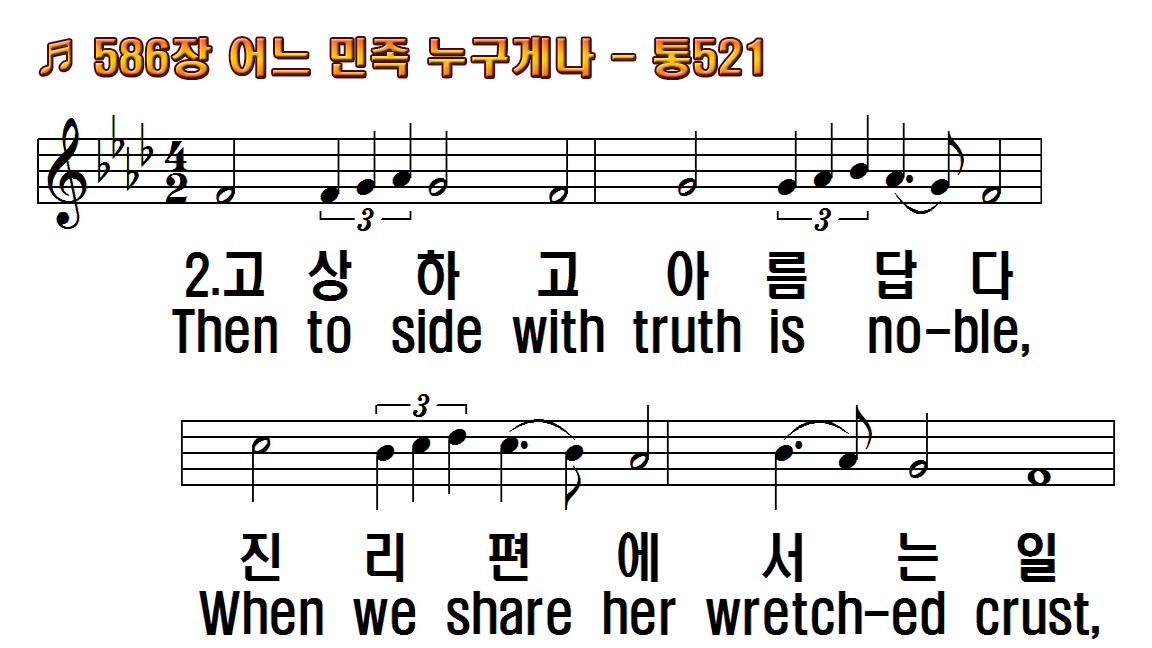 ♬ 586장 어느 민족 누구게나 - 통521
4
2
3 3
2.고 상 하 고 아 름 답 다
Then to side with truth is no-ble,
3
진 리 편 에 서 는 일
When we share her wretch-ed crust,